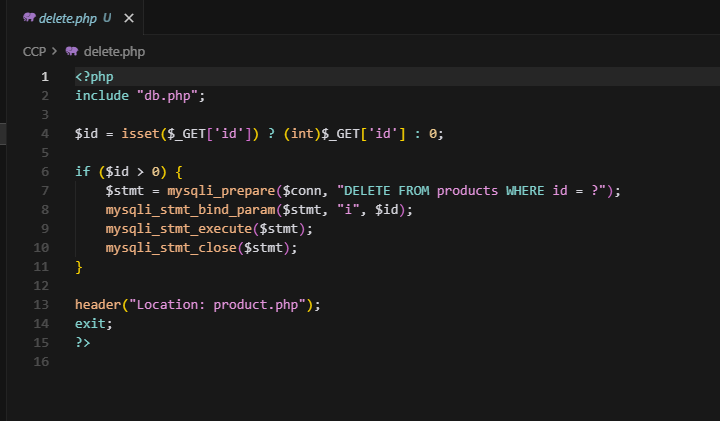 delete.php U ×
CCP > delete.php
1 <?php
2 include "db.php";
3
4 $id = isset($_GET['id']) ? (int)$_GET['id'] : 0;
5
6 if ($id > 0) {
7     $stmt = mysqli_prepare($conn, "DELETE FROM products WHERE id = ?");
8     mysqli_stmt_bind_param($stmt, "i", $id);
9     mysqli_stmt_execute($stmt);
10     mysqli_stmt_close($stmt);
11 }
12
13 header("Location: product.php");
14 exit;
15 ?>
16